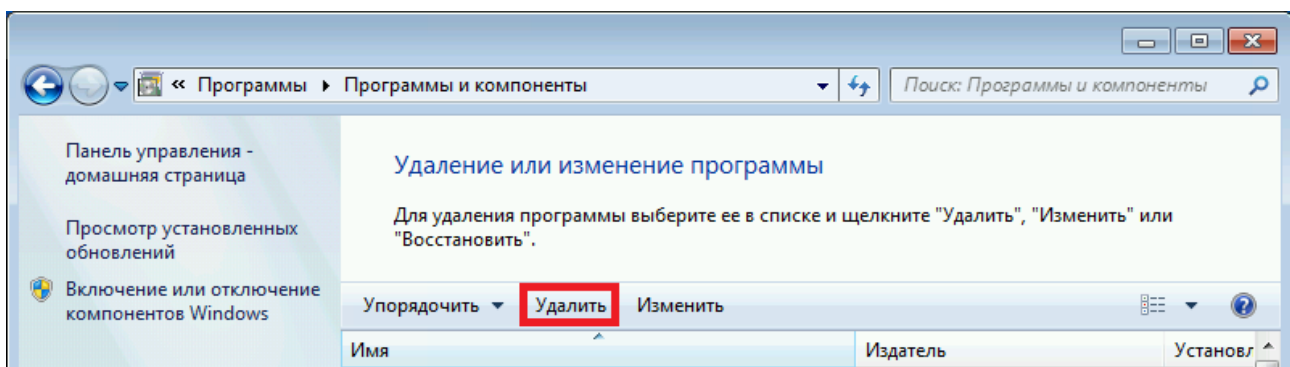 « Программы ▸ Программы и компоненты
Поиск: Программы и компоненты
Панель управления -
домашняя страница
Просмотр установленных
обновлений
Включение или отключение
компонентов Windows
Удаление или изменение программы
Для удаления программы выберите ее в списке и щелкните "Удалить", "Изменить" или
"Восстановить".
Упорядочить Удалить Изменить
Имя Издатель Установл